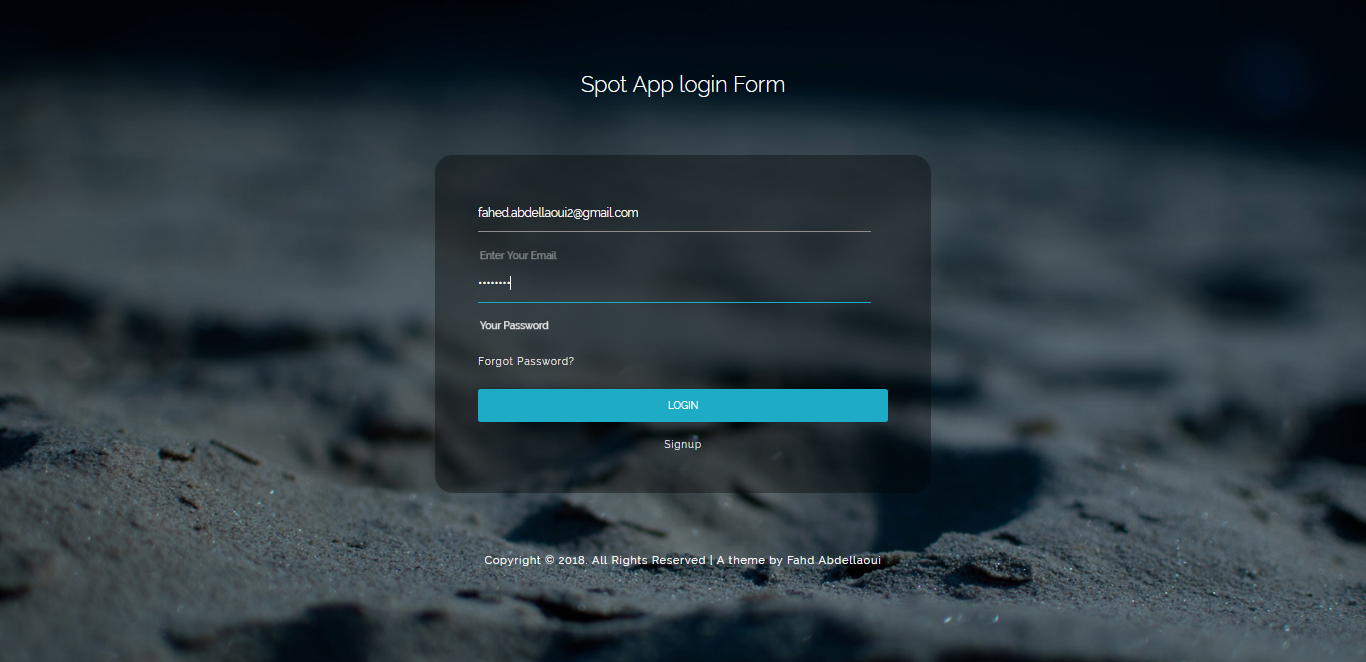 Spot App login Form
fahed.abdellaoui2@gmail.com
Enter Your Email
••••••••
Your Password
Forgot Password?
LOGIN
Signup
Copyright © 2018. All Rights Reserved | A theme by Fahd Abdellaoui